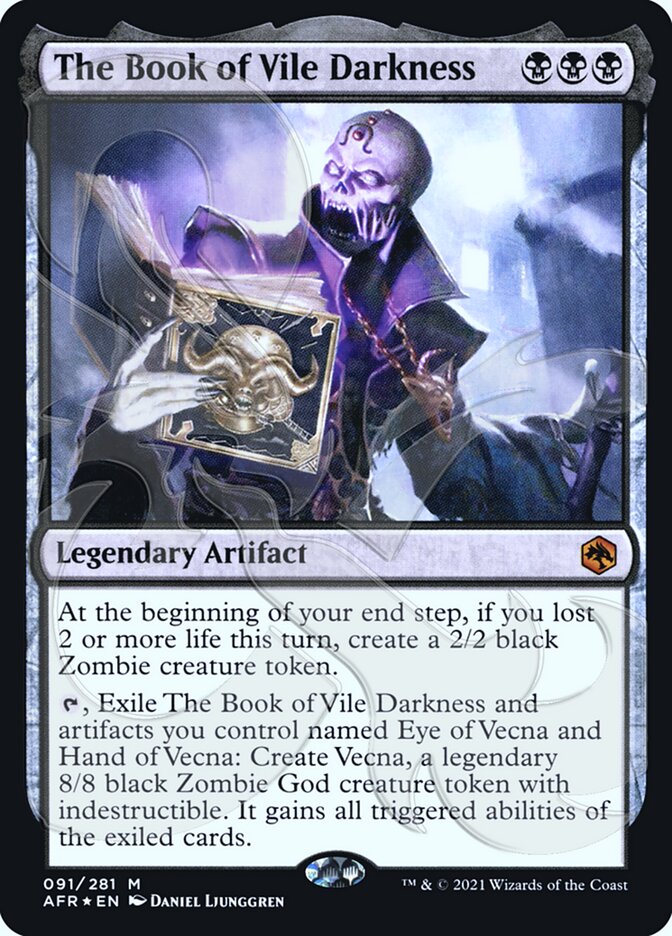 The Book of Vile Darkness
Legendary Artifact
At the beginning of your end step, if you lost
2 or more life this turn, create a 2/2 black
Zombie creature token.
, Exile The Book of Vile Darkness and
artifacts you control named Eye of Vecna and
Hand of Vecna: Create Vecna, a legendary
8/8 black Zombie God creature token with
indestructible. It gains all triggered abilities of
the exiled cards.
091/281 M
AFR★EN Daniel Ljunggren
™ & © 2021 Wizards of the Coast